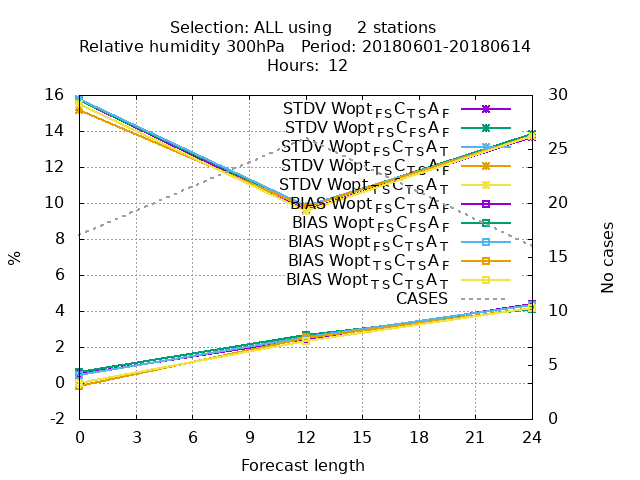 Selection: ALL using 2 stations
Relative humidity 300hPa Period: 20180601-20180614
Hours: 12
STDV Wopt FS C TS A F
STDV Wopt FS C FS A F
STDV Wopt FS C TS A T
STDV Wopt TS C TS A F
STDV Wopt TS C TS A T
BIAS Wopt FS C TS A F
BIAS Wopt FS C FS A F
BIAS Wopt FS C TS A T
BIAS Wopt TS C TS A F
BIAS Wopt TS C TS A T
CASES
16
14
12
10
8
6
4
2
0
-2
%
30
25
20
15
10
5
0
No cases
0 3 6 9 12 15 18 21 24
Forecast length